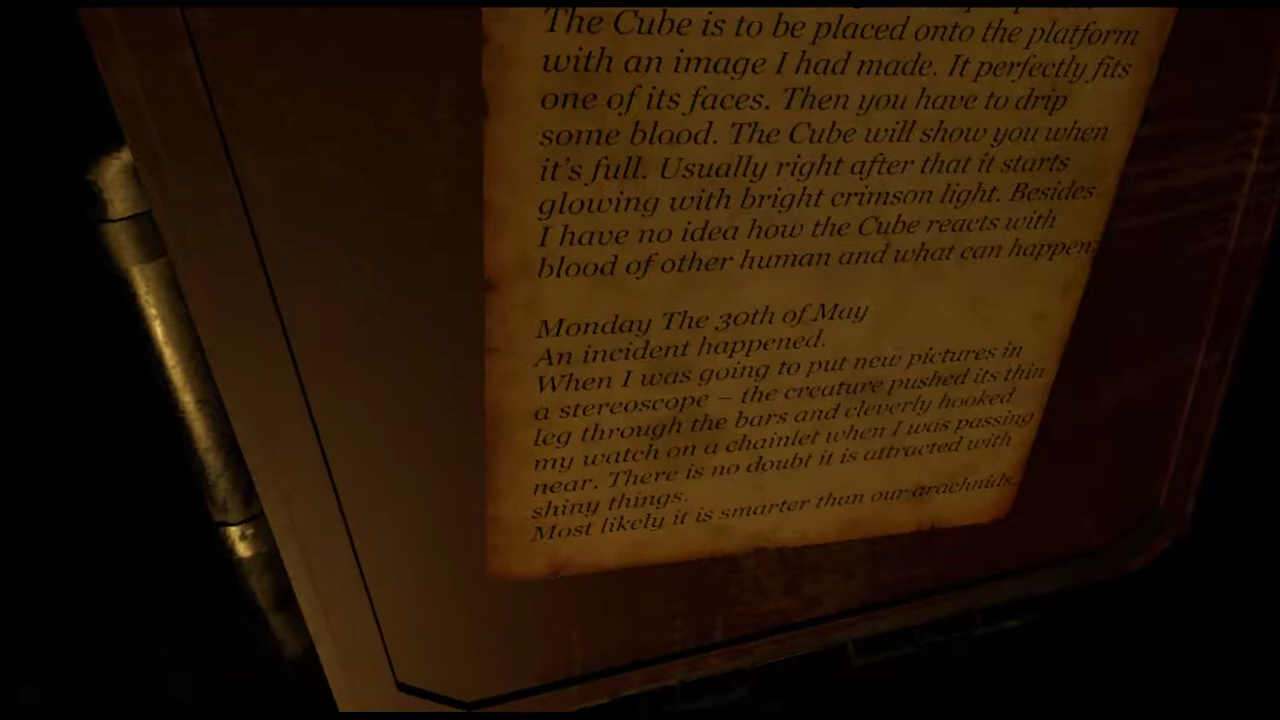 The Cube is to be placed onto the platform
with an image I had made. It perfectly fits
one of its faces. Then you have to drip
some blood. The Cube will show you when
it's full. Usually right after that it starts
glowing with bright crimson light. Besides
I have no idea how the Cube reacts with
blood of other human and what can happen.

Monday The 30th of May
An incident happened.
When I was going to put new pictures in
a stereoscope – the creature pushed its thin
leg through the bars and cleverly hooked
my watch on a chainlet when I was passing
near. There is no doubt it is attracted with
shiny things.
Most likely it is smarter than our arachnids.